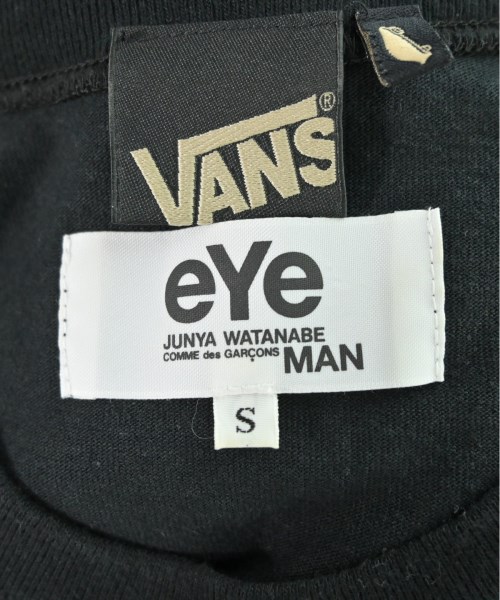 VANS®
eYe
JUNYA WATANABE
COMME des GARÇONS MAN
S